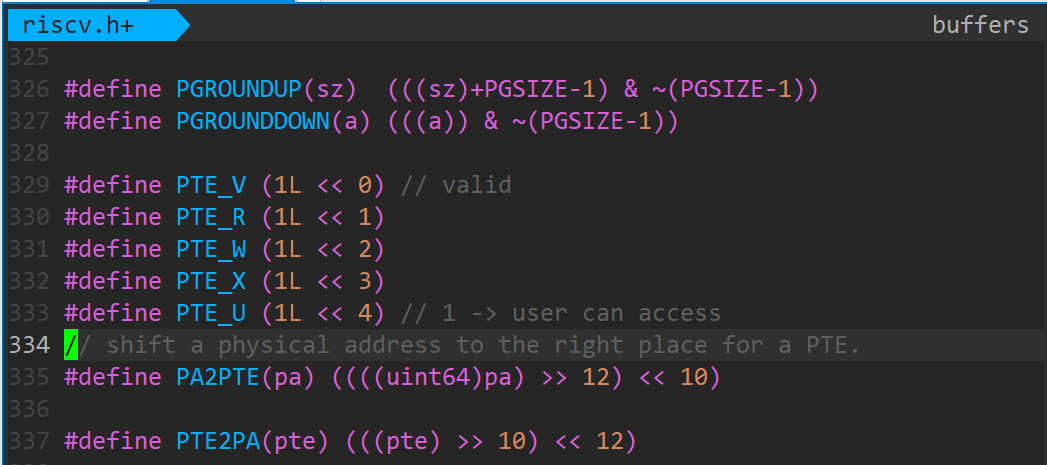 riscv.h+ buffers
325
326 #define PGROUNDUP(sz)  (((sz)+PGSIZE-1) & ~(PGSIZE-1))
327 #define PGROUNDDOWN(a) (((a)) & ~(PGSIZE-1))
328
329 #define PTE_V (1L << 0) // valid
330 #define PTE_R (1L << 1)
331 #define PTE_W (1L << 2)
332 #define PTE_X (1L << 3)
333 #define PTE_U (1L << 4) // 1 -> user can access
334 // shift a physical address to the right place for a PTE.
335 #define PA2PTE(pa) ((((uint64)pa) >> 12) << 10)
336
337 #define PTE2PA(pte) (((pte) >> 10) << 12)